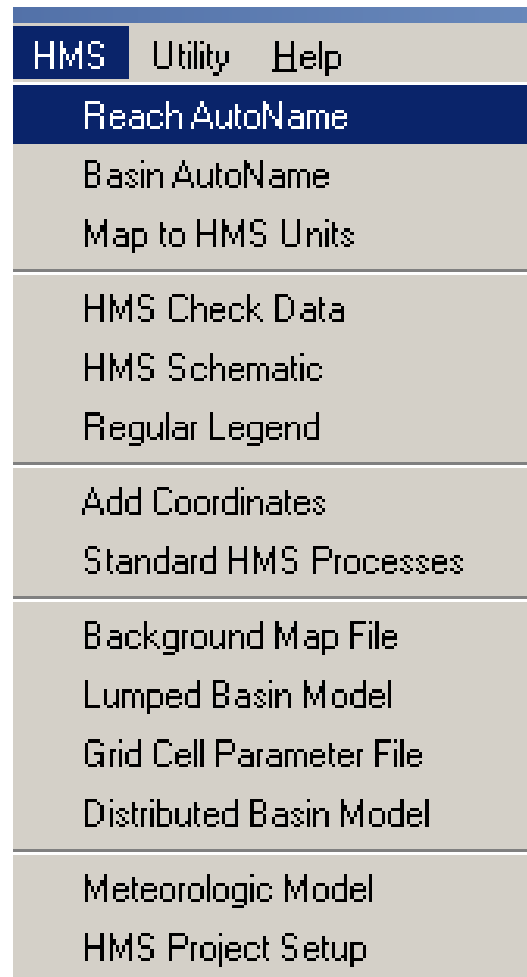 HMS Utility Help
Reach AutoName
Basin AutoName
Map to HMS Units
HMS Check Data
HMS Schematic
Regular Legend
Add Coordinates
Standard HMS Processes
Background Map File
Lumped Basin Model
Grid Cell Parameter File
Distributed Basin Model
Meteorologic Model
HMS Project Setup